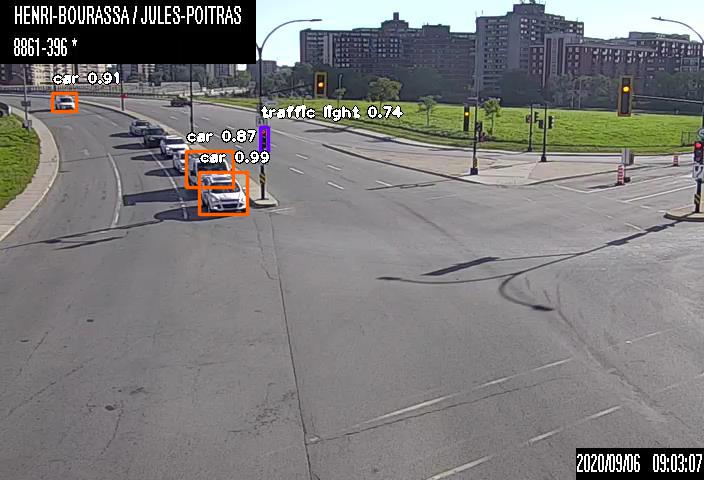 HENRI-BOURASSA / JULES-POITRAS
8861-396 *
car 0.91
traffic light 0.74
car 0.87
car 0.99
2020/09/06 09:03:07